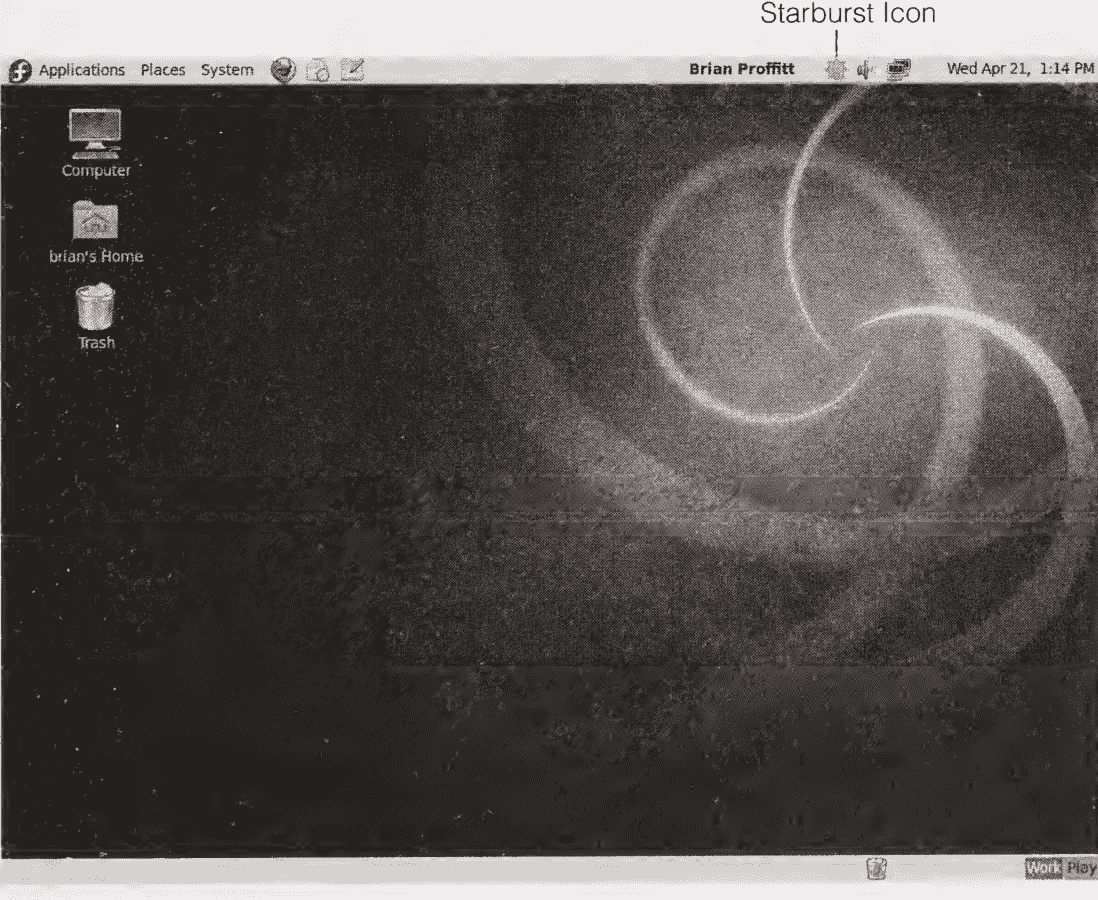 Starburst Icon
Applications Places System Brian Proffitt Wed Apr 21, 1:14 PM
Computer
brian's Home
Trash
Work Play